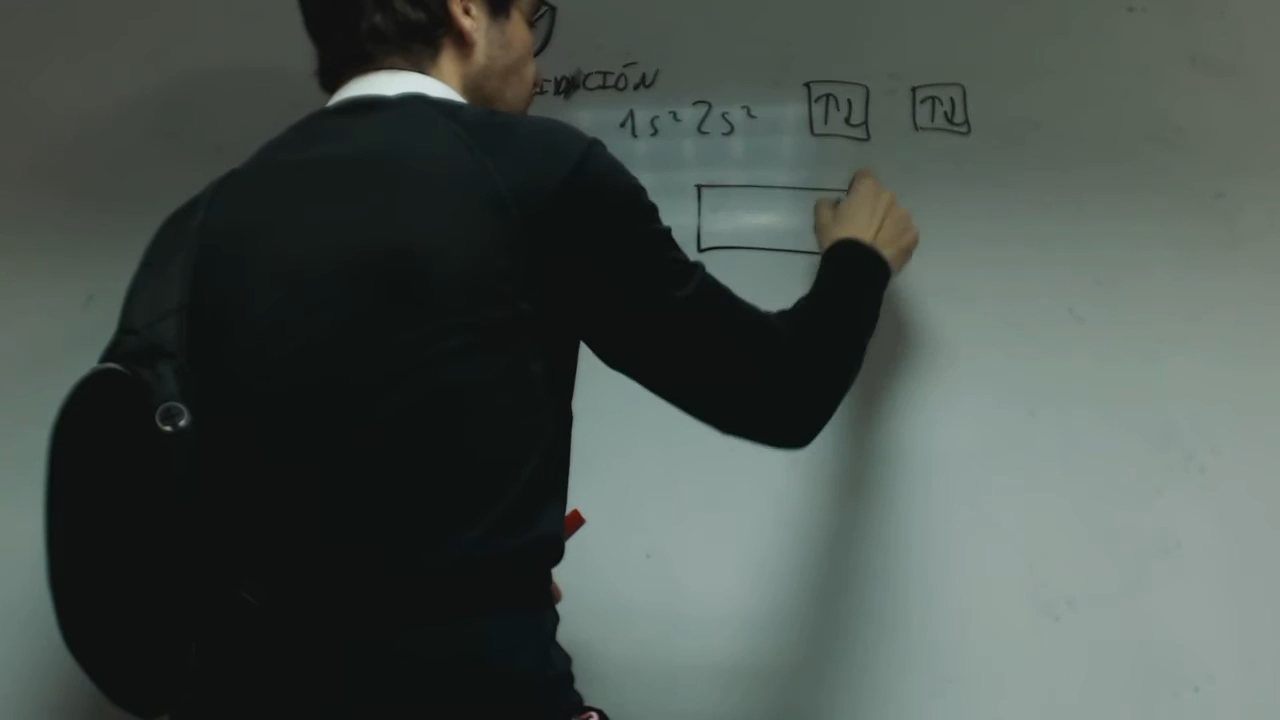 1s² 2s² ↑↓ ↑↓